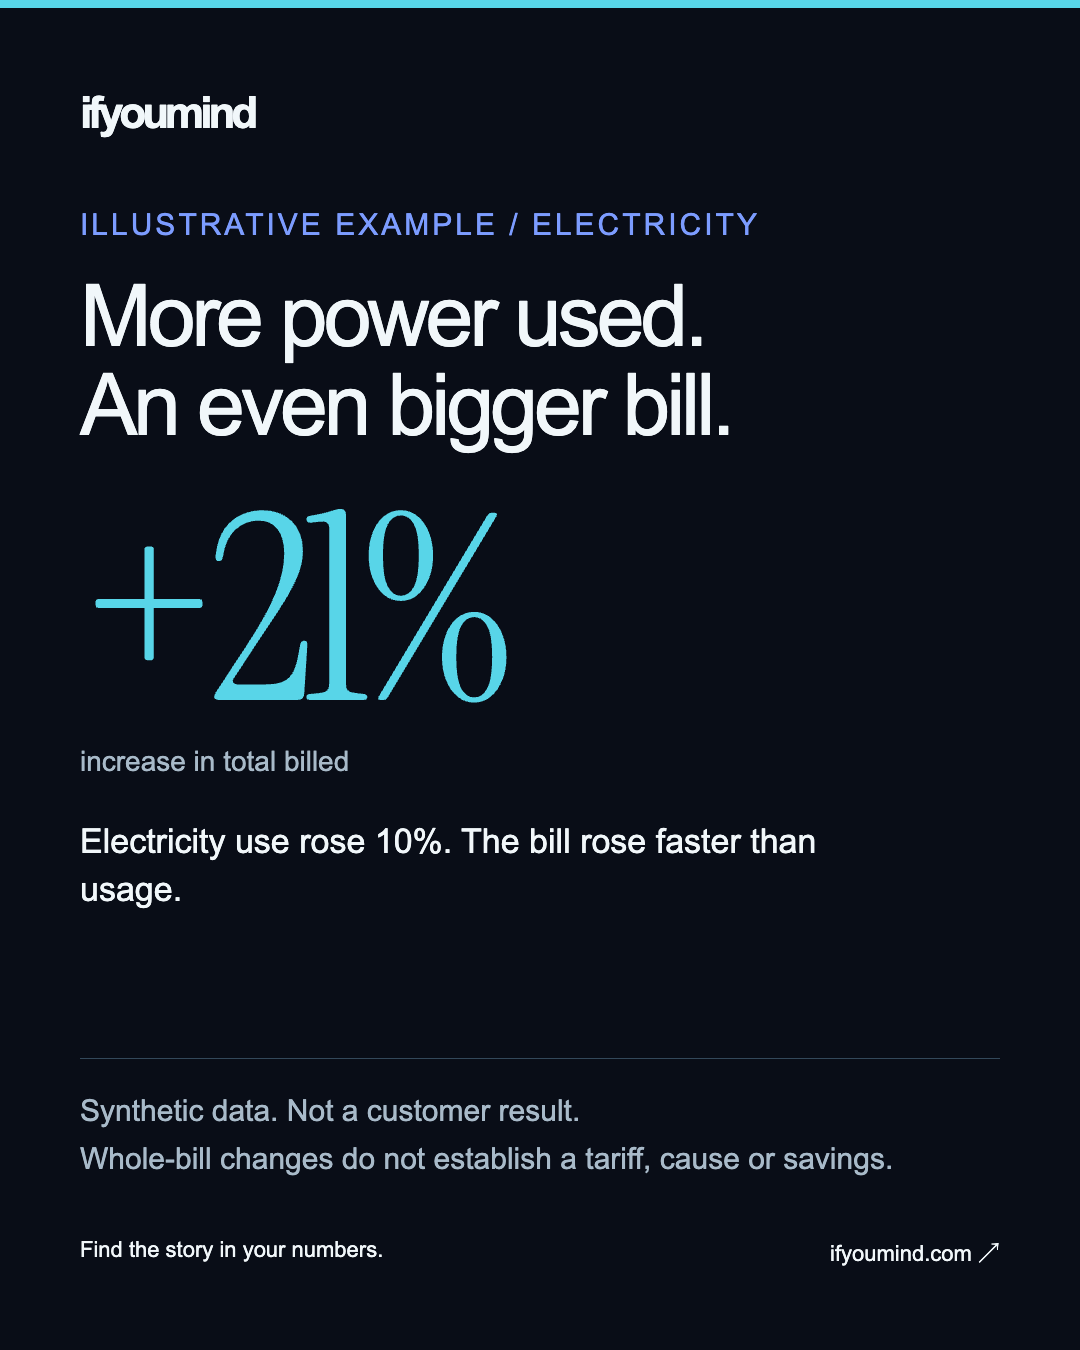 ifyoumind
ILLUSTRATIVE EXAMPLE / ELECTRICITY
More power used.
An even bigger bill.
+21%
increase in total billed
Electricity use rose 10%. The bill rose faster than
usage.
Synthetic data. Not a customer result.
Whole-bill changes do not establish a tariff, cause or savings.
Find the story in your numbers.
ifyoumind.com ↗